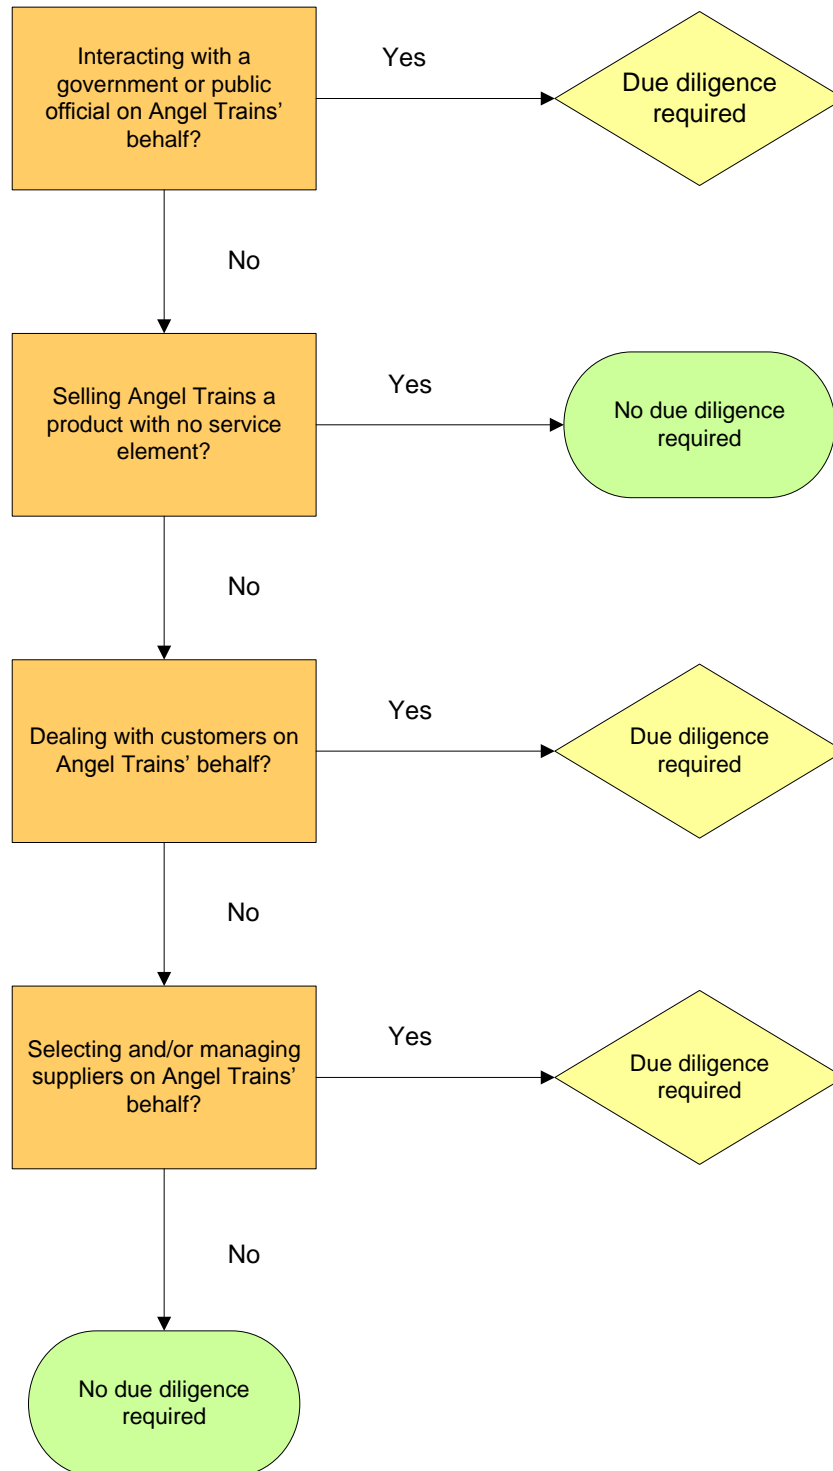 Interacting with a
government or public
official on Angel Trains'
behalf?
Yes
Due diligence
required
No
Selling Angel Trains a
product with no service
element?
Yes
No due diligence
required
No
Dealing with customers on
Angel Trains' behalf?
Yes
Due diligence
required
No
Selecting and/or managing
suppliers on Angel Trains'
behalf?
Yes
Due diligence
required
No
No due diligence
required